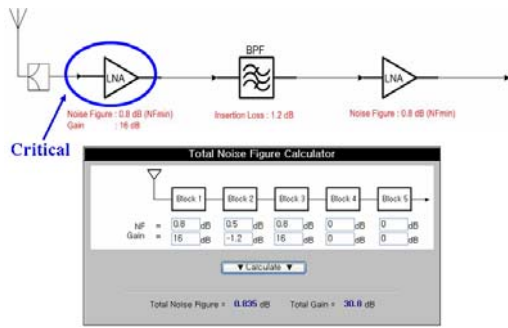 BPF
LNA
LNA
Noise Figure : 0.8 dB (NFmin)
Gain : 16 dB
Insertion Loss : 1.2 dB
Noise Figure : 0.8 dB (NFmin)
Critical
Total Noise Figure Calculator
Block 1 Block 2 Block 3 Block 4 Block 5
NF = 0.8 dB 0.5 dB 0.8 dB 0 dB 0 dB
Gain = 16 dB -1.2 dB 16 dB 0 dB 0 dB
▼ Calculate ▼
Total Noise Figure = 0.835 dB Total Gain = 30.8 dB